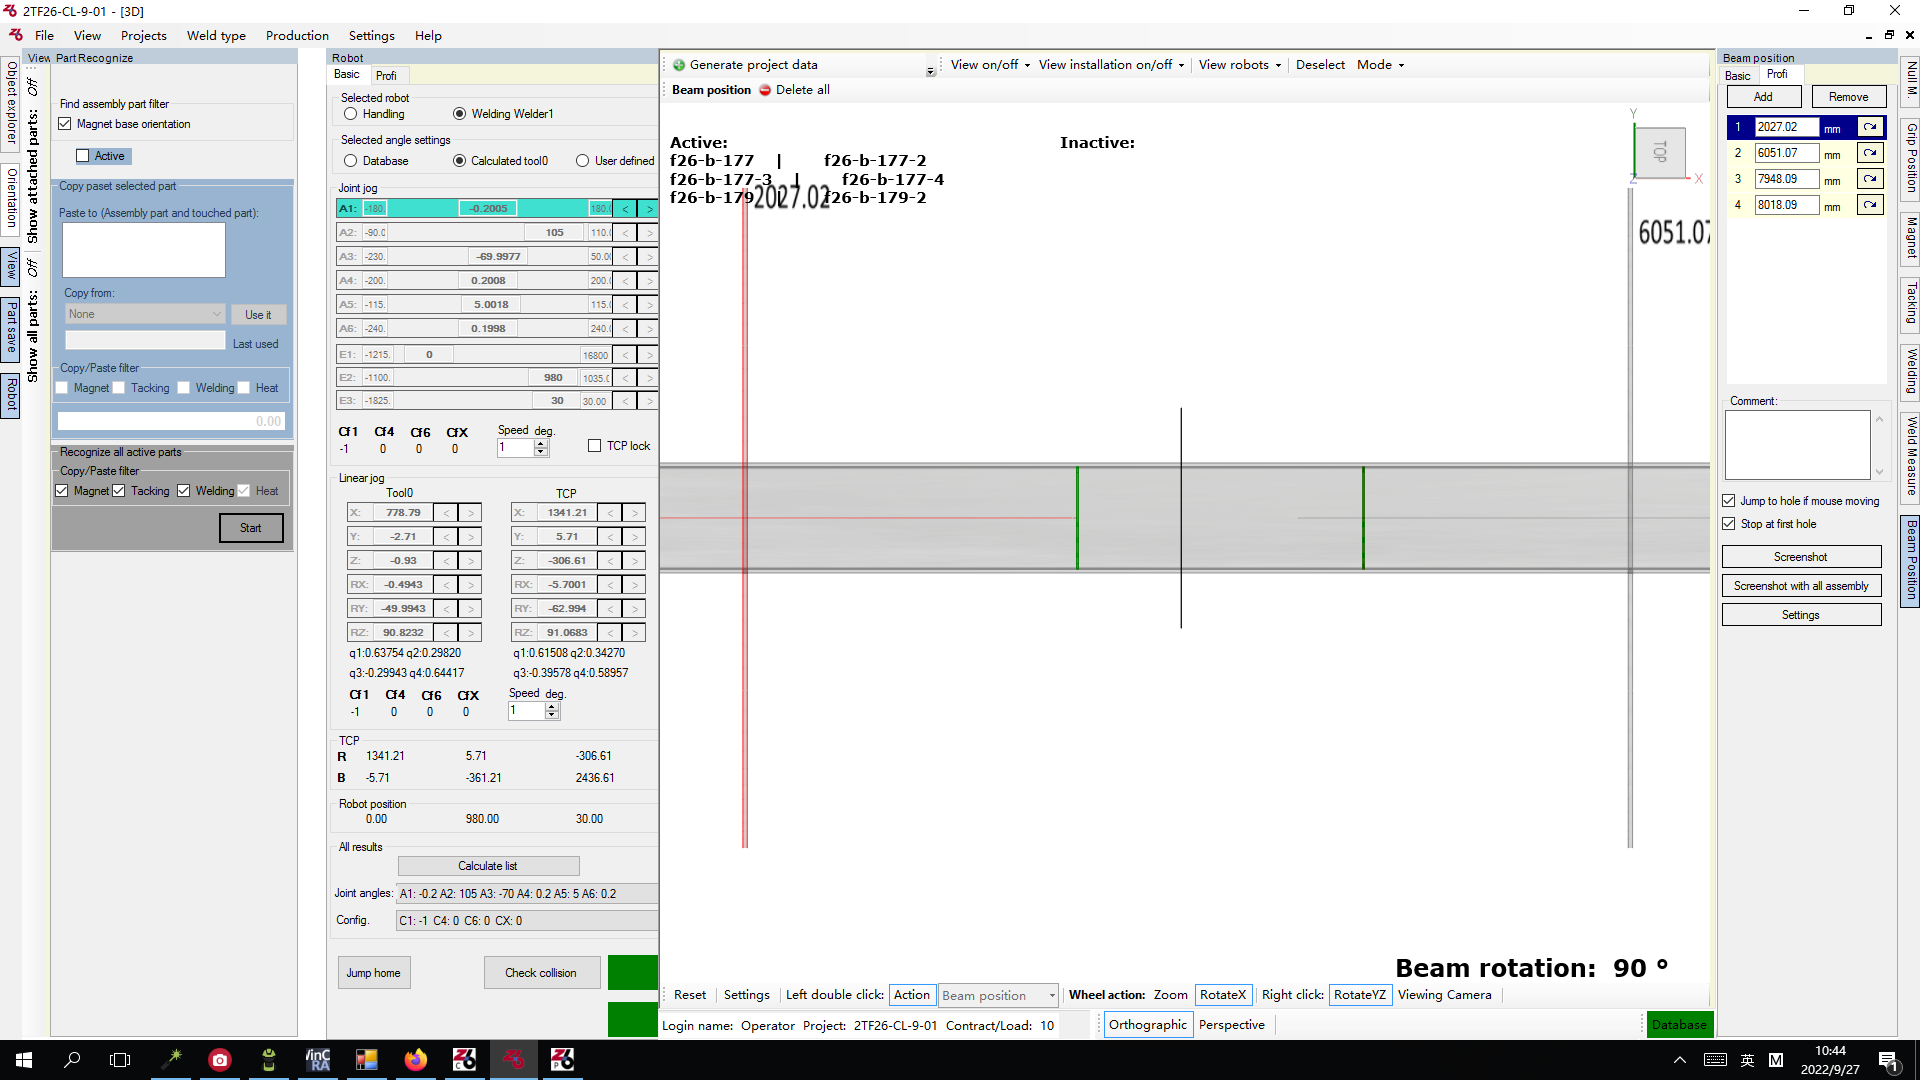 2TF26-CL-9-01 - [3D]
File View Projects Weld type Production Settings Help
Object explorer
Orientation
View
Part save
Robot
View
Show attached parts: Off
Show all parts: Off
Part Recognize
Find assembly part filter
Magnet base orientation
Active
Copy paset selected part
Paste to (Assembly part and touched part):
Copy from:
None
Use it
Last used
Copy/Paste filter
Magnet Tacking Welding Heat
0.00
Recognize all active parts
Copy/Paste filter
Magnet Tacking Welding Heat
Start
Robot
Basic Profi
Selected robot
Handling Welding Welder1
Selected angle settings
Database Calculated tool0 User defined
Joint jog
A1: -180. -0.2005 180. < >
A2: -90.0 105 110. < >
A3: -230. -69.9977 50.0 < >
A4: -200. 0.2008 200. < >
A5: -115. 5.0018 115. < >
A6: -240. 0.1998 240. < >
E1: -1215. 0 16800 < >
E2: -1100. 980 1035.0 < >
E3: -1825. 30 30.00 < >
Cf1 Cf4 Cf6 CfX Speed deg.
-1 0 0 0 1 TCP lock
Linear jog
Tool0 TCP
X: 778.79 < > X: 1341.21 < >
Y: -2.71 < > Y: 5.71 < >
Z: -0.93 < > Z: -306.61 < >
RX: -0.4943 < > RX: -5.7001 < >
RY: -49.9943 < > RY: -62.994 < >
RZ: 90.8232 < > RZ: 91.0683 < >
q1:0.63754 q2:0.29820 q1:0.61508 q2:0.34270
q3:-0.29943 q4:0.64417 q3:-0.39578 q4:0.58957
Cf1 Cf4 Cf6 CfX Speed deg.
-1 0 0 0 1
TCP
R 1341.21 5.71 -306.61
B -5.71 -361.21 2436.61
Robot position
0.00 980.00 30.00
All results
Calculate list
Joint angles: A1: -0.2 A2: 105 A3: -70 A4: 0.2 A5: 5 A6: 0.2
Config. C1: -1 C4: 0 C6: 0 CX: 0
Jump home Check collision
Generate project data View on/off View installation on/off View robots Deselect Mode
Beam position Delete all
Active: Inactive:
f26-b-177 | f26-b-177-2
f26-b-177-3 | f26-b-177-4
f26-b-179 | f26-b-179-2
2027.02
6051.07
Y
TOP
Z X
Beam rotation: 90 °
Reset Settings Left double click: Action Beam position Wheel action: Zoom RotateX Right click: RotateYZ Viewing Camera
Login name: Operator Project: 2TF26-CL-9-01 Contract/Load: 10 Orthographic Perspective Database
Beam position
Basic Profi
Add Remove
1 2027.02 mm
2 6051.07 mm
3 7948.09 mm
4 8018.09 mm
Comment:
Jump to hole if mouse moving
Stop at first hole
Screenshot
Screenshot with all assembly
Settings
Null M.
Grip Position
Magnet
Tacking
Welding
Weld Measure
Beam Position
英 M
10:44
2022/9/27
1